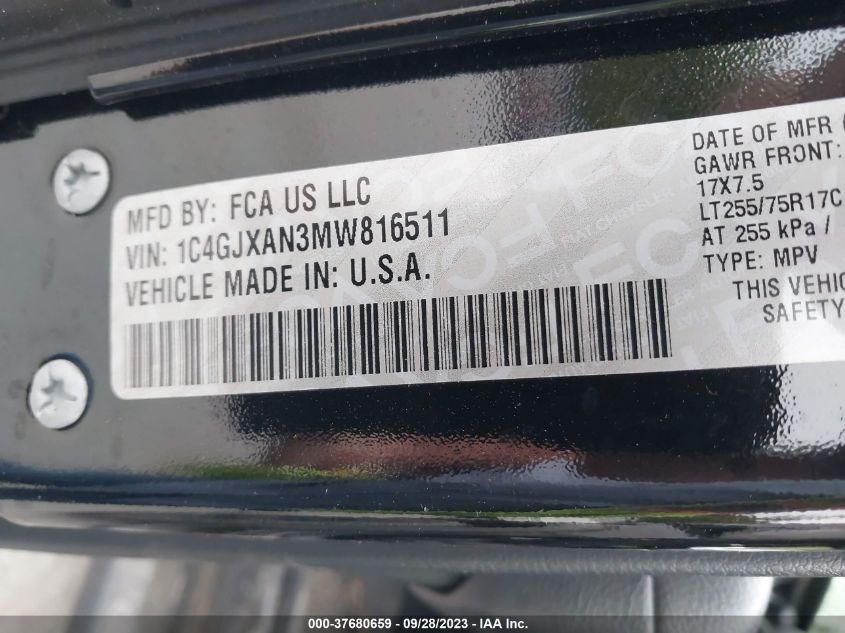 MFD BY: FCA US LLC
VIN: 1C4GJXAN3MW816511
VEHICLE MADE IN: U.S.A.
DATE OF MFR (
GAWR FRONT:
17X7.5
LT255/75R17C
AT 255 kPa /
TYPE: MPV
THIS VEHIC
SAFETY
000-37680659 - 09/28/2023 - IAA Inc.